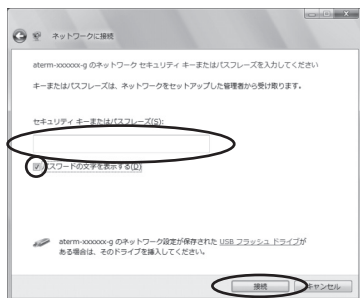 ネットワークに接続
aterm-xxxxxx-g のネットワーク セキュリティ キーまたはパスフレーズを入力してください
キーまたはパスフレーズは、ネットワークをセットアップした管理者から受け取ります。
セキュリティ キーまたはパスフレーズ(S):
パスワードの文字を表示する(D)
aterm-xxxxxx-g のネットワーク設定が保存された USB フラッシュ ドライブが
ある場合は、そのドライブを挿入してください。
接続
キャンセル